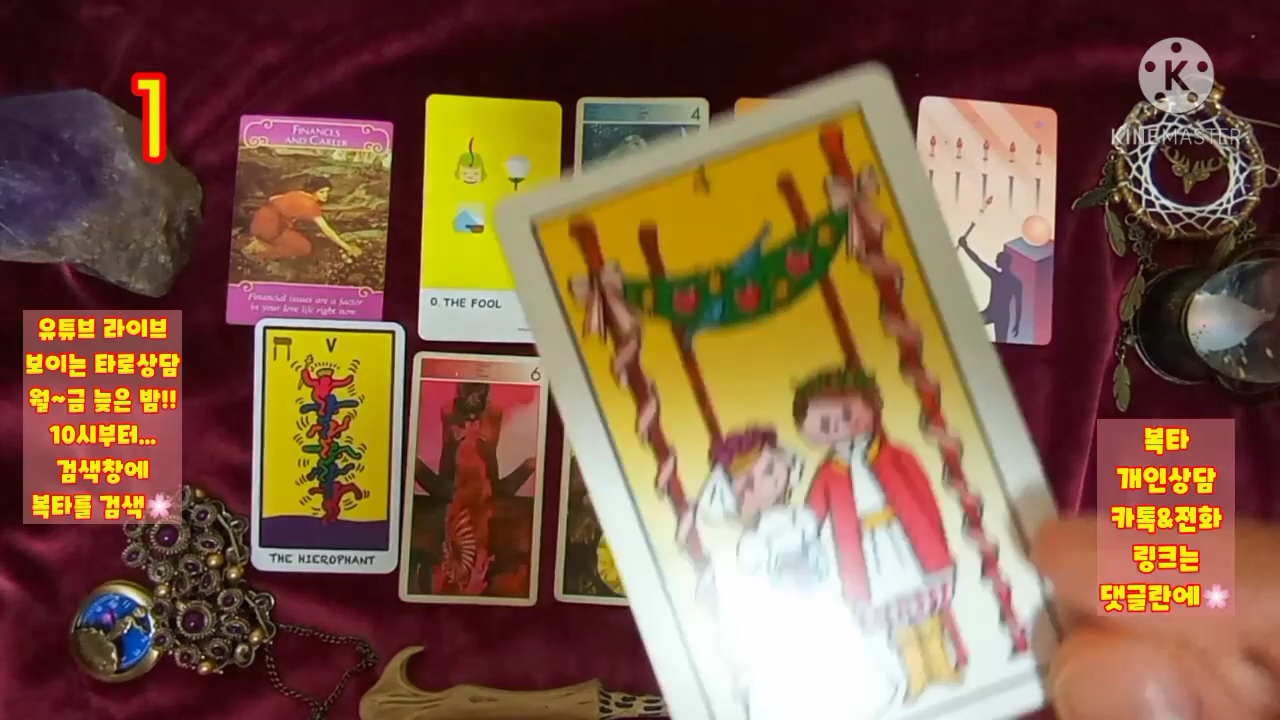 1
K
KINEMASTER
FINANCES
AND CAREER
Financial issues are a factor
in your love life right now
0. THE FOOL
4
ה V
THE HIEROPHANT
6
유튜브 라이브
보이는 타로상담
월~금 늦은 밤!!
10시부터...
검색창에
복타를 검색🌸
복타
개인상담
카톡&전화
링크는
댓글란에🌸